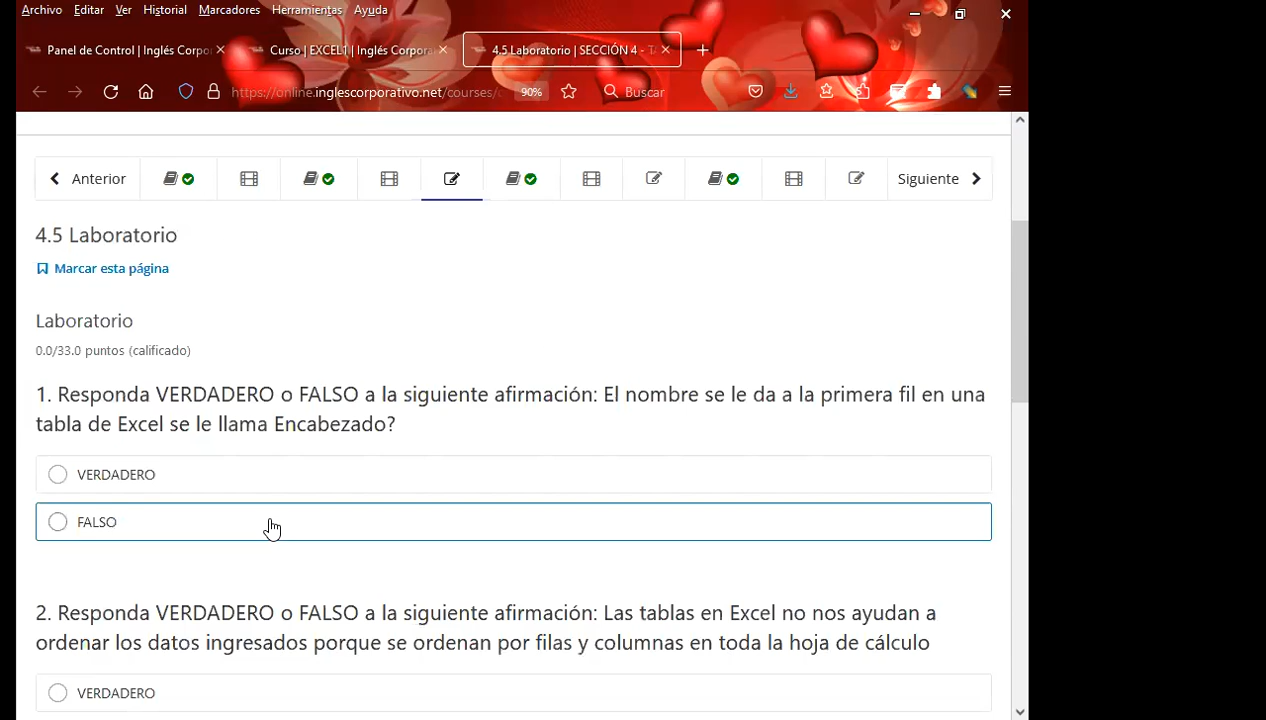 Archivo Editar Ver Historial Marcadores Herramientas Ayuda
Panel de Control | Inglés Corpo
Curso | EXCEL1 | Inglés Corpora
4.5 Laboratorio | SECCIÓN 4 - TA
https://online.inglescorporativo.net/courses/
90%
Buscar
Anterior
Siguiente
4.5 Laboratorio
Marcar esta página
Laboratorio
0.0/33.0 puntos (calificado)
1. Responda VERDADERO o FALSO a la siguiente afirmación: El nombre se le da a la primera fil en una
tabla de Excel se le llama Encabezado?
VERDADERO
FALSO
2. Responda VERDADERO o FALSO a la siguiente afirmación: Las tablas en Excel no nos ayudan a
ordenar los datos ingresados porque se ordenan por filas y columnas en toda la hoja de cálculo
VERDADERO